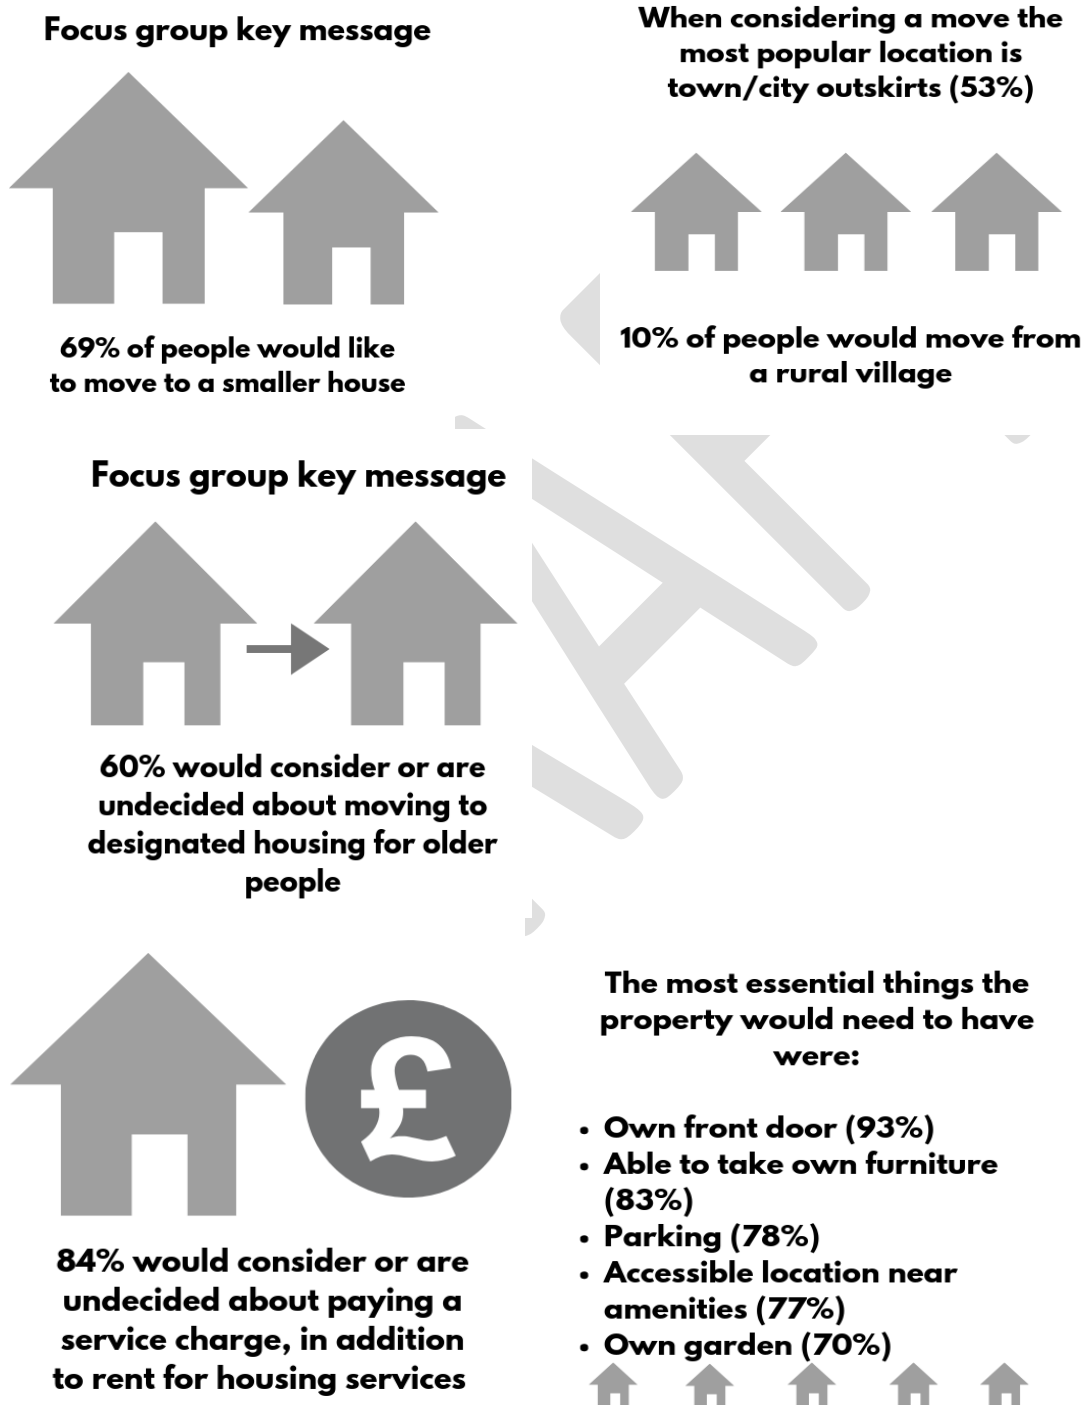 Focus group key message
69% of people would like
to move to a smaller house
When considering a move the
most popular location is
town/city outskirts (53%)
10% of people would move from
a rural village
Focus group key message
60% would consider or are
undecided about moving to
designated housing for older
people
£
84% would consider or are
undecided about paying a
service charge, in addition
to rent for housing services
The most essential things the
property would need to have
were:
• Own front door (93%)
• Able to take own furniture
(83%)
• Parking (78%)
• Accessible location near
amenities (77%)
• Own garden (70%)